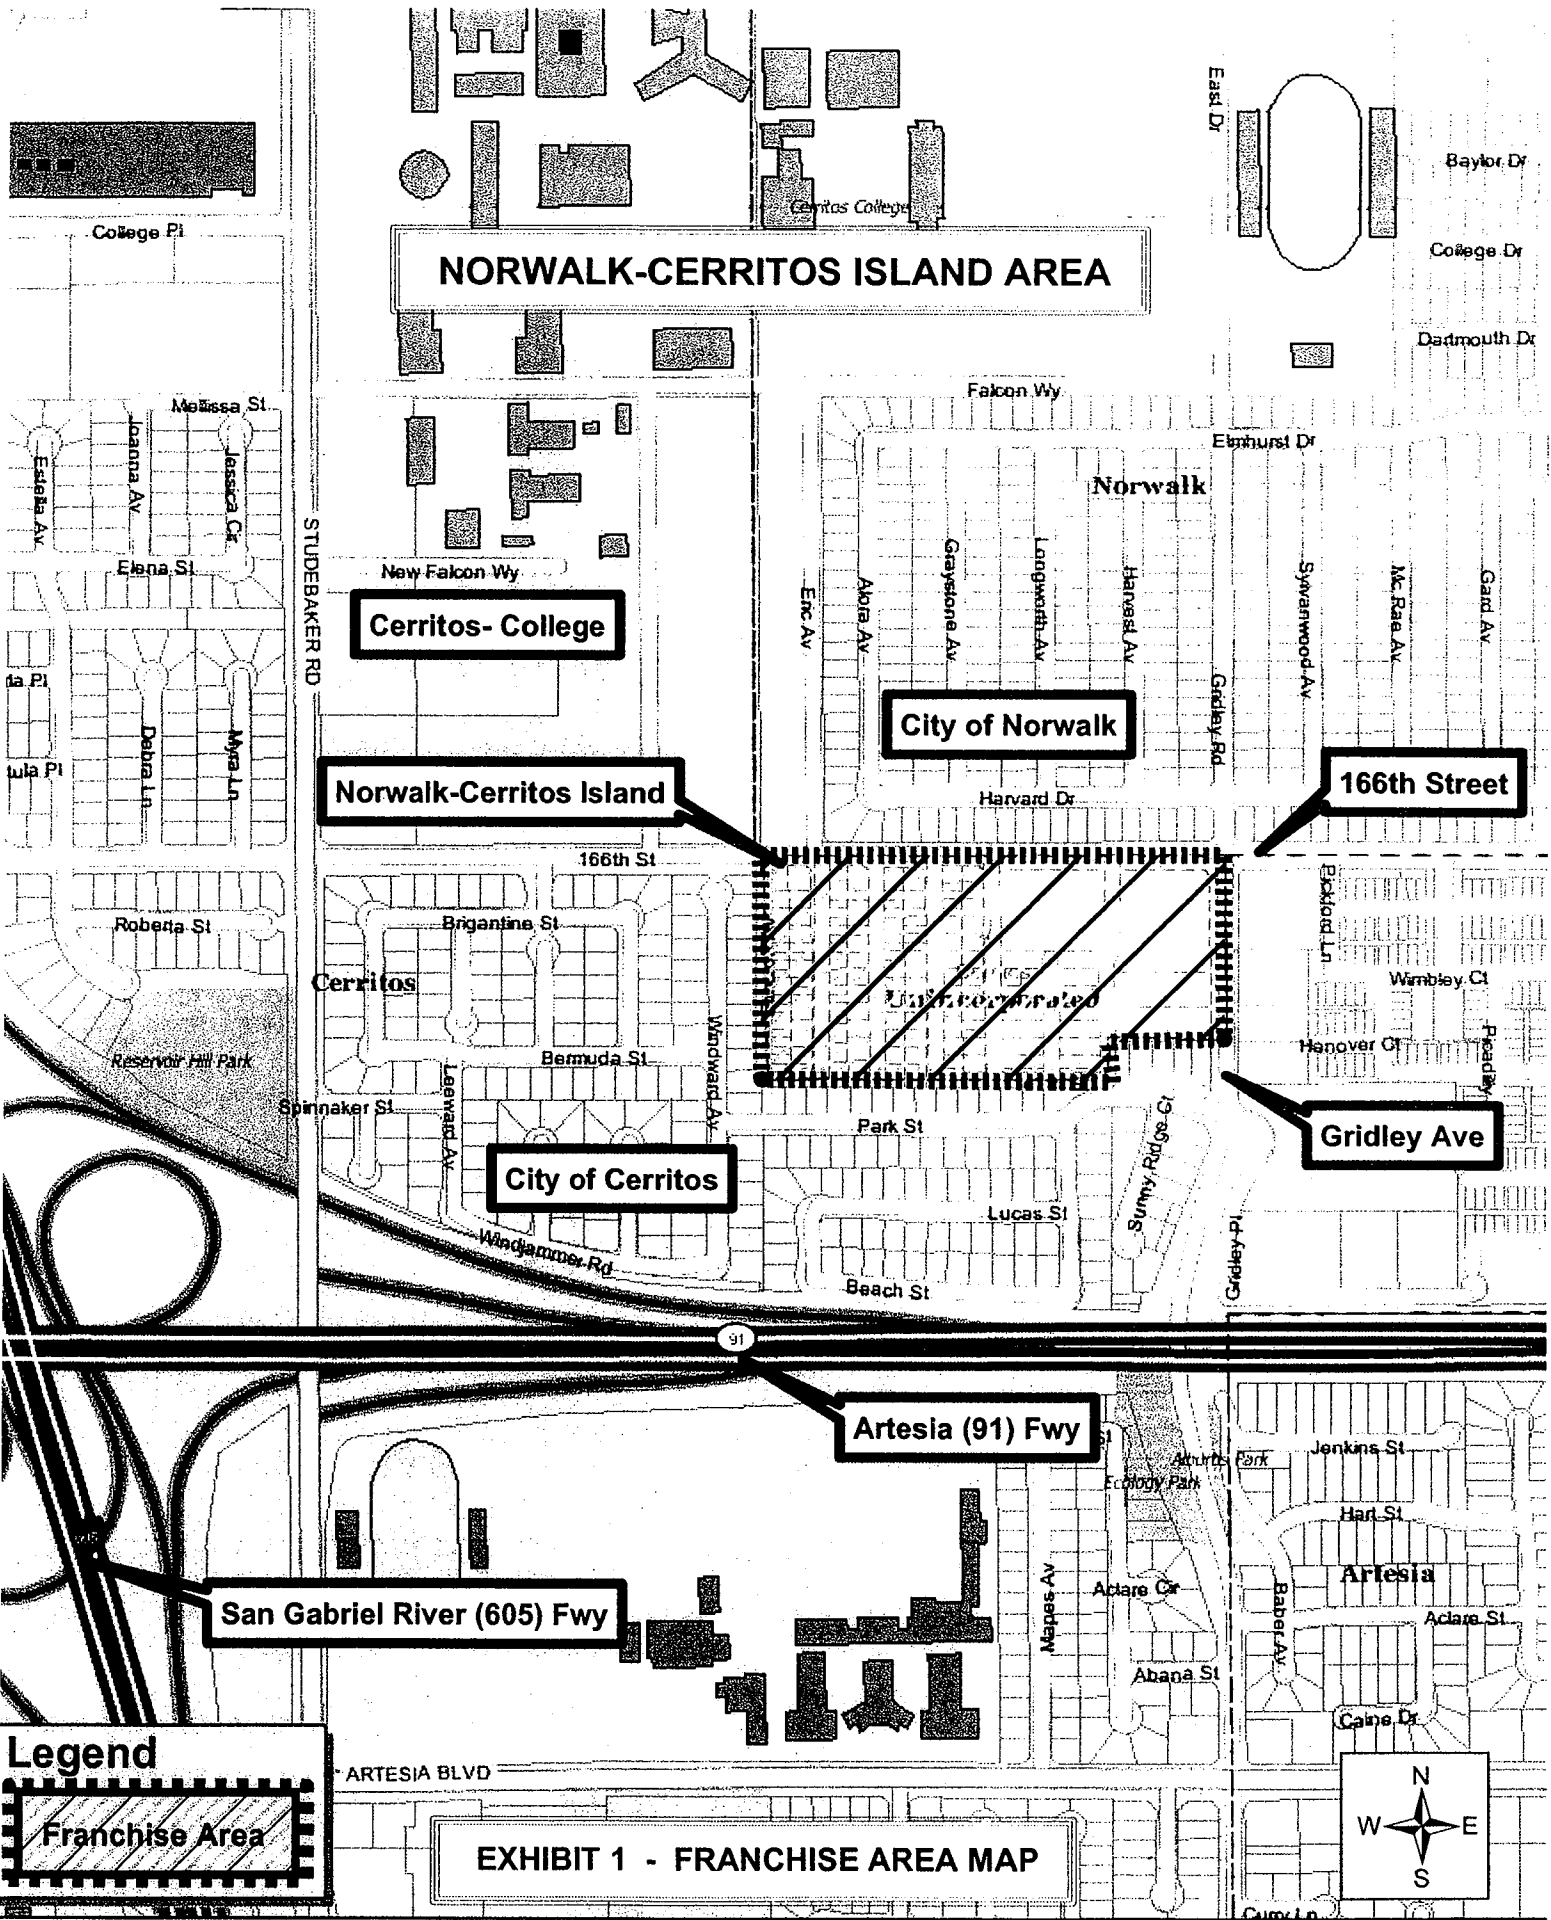 East Dr
Baylor Dr
Cerritos College
College Pl
College Dr
NORWALK-CERRITOS ISLAND AREA
Dartmouth Dr
Falcon Wy
Mellissa St
Elmhurst Dr
Estella Av
Joanna Av
Jessica Cir
Norwalk
STUDEBAKER RD
Elena St
New Falcon Wy
Eric Av
Alora Av
Graystone Av
Longworth Av
Harvest Av
Gridley Rd
Sylvanwood Av
Mc Rae Av
Gard Av
Cerritos- College
la Pl
City of Norwalk
Debra Ln
Myra Ln
tula Pl
Norwalk-Cerritos Island
166th Street
Harvard Dr
166th St
Roberta St
Brigantine St
Cerritos
Wimbley Ct
Unincorporated
Reservoir Hill Park
Bermuda St
Windward Av
Hanover Ct
Spinnaker St
Leeward Av
Park St
Gridley Ave
City of Cerritos
Sunny Ridge Ct
Lucas St
Gridley Pl
Windjammer Rd
Beach St
91
Artesia (91) Fwy
St
Jenkins St
Ecology Park
Hart St
Artesia
Mapes Av
Aclare Cir
Baber Av
Aclare St
San Gabriel River (605) Fwy
Abana St
Caine Dr
Legend
Franchise Area
ARTESIA BLVD
EXHIBIT 1 - FRANCHISE AREA MAP
N
W E
S